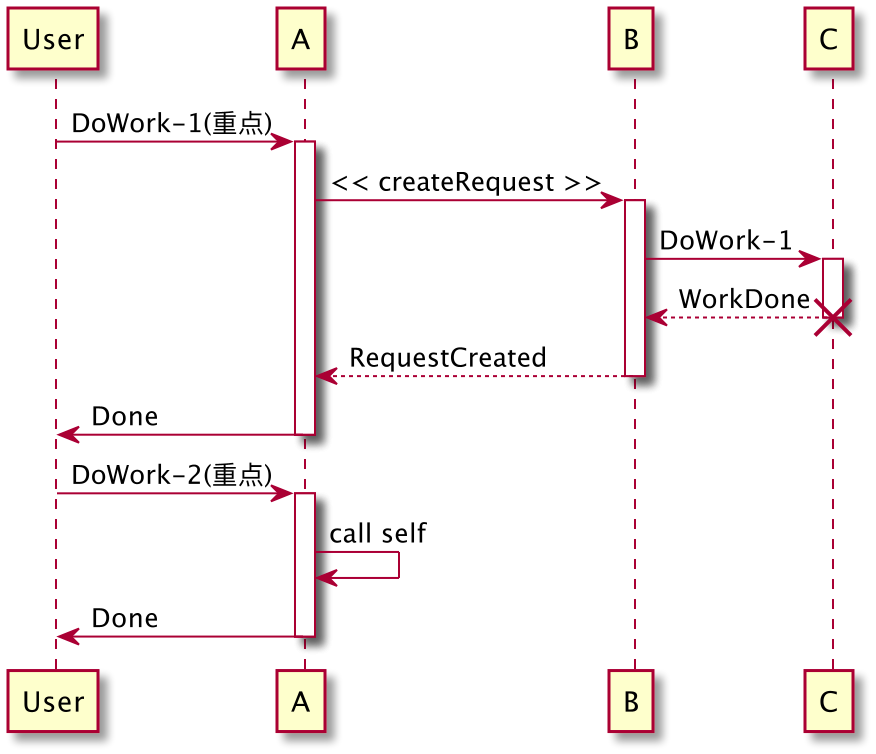 User
A
B
C
DoWork-1(重点)
<< createRequest >>
DoWork-1
WorkDone
RequestCreated
Done
DoWork-2(重点)
call self
Done
User
A
B
C